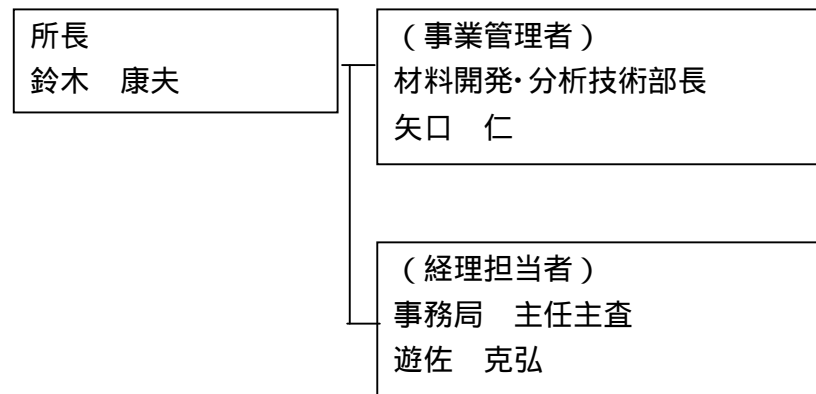 所長
鈴木　康夫
（事業管理者）
材料開発・分析技術部長
矢口　仁
（経理担当者）
事務局　主任主査
遊佐　克弘